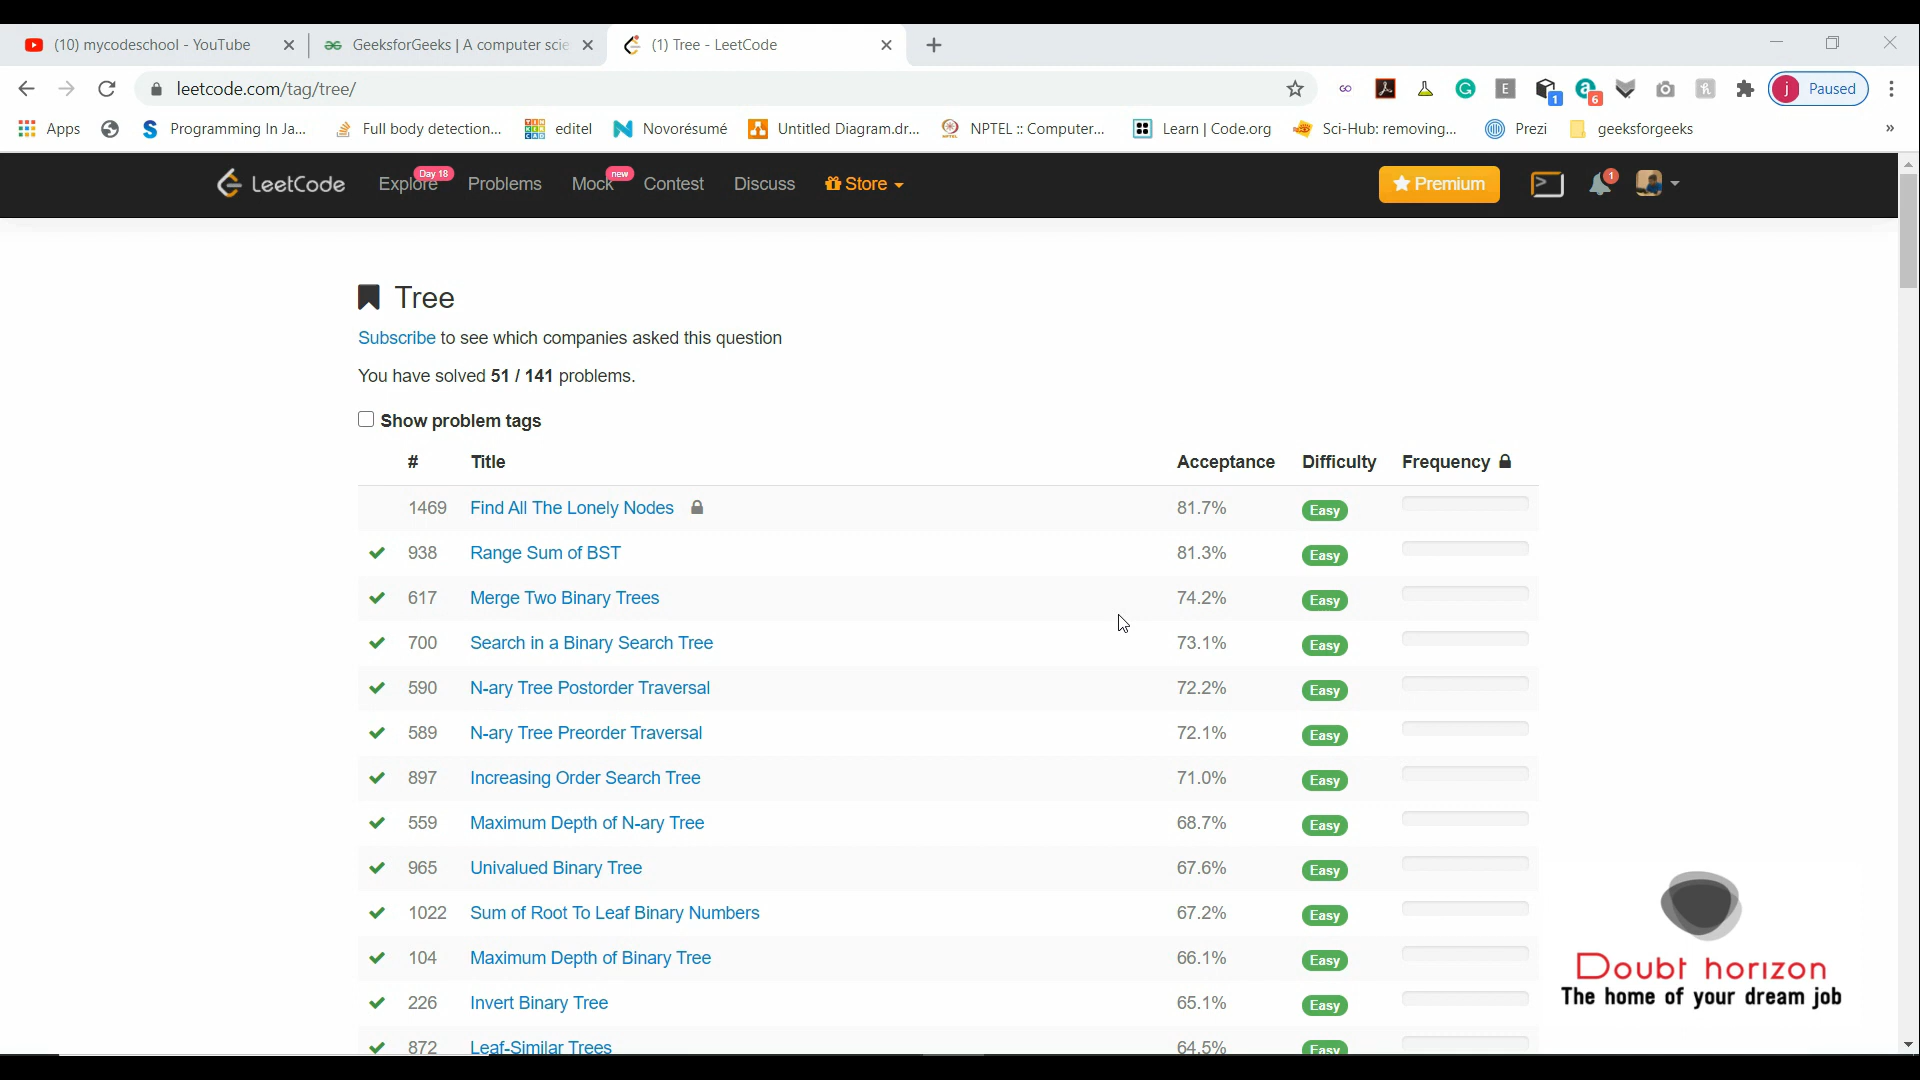 (10) mycodeschool - YouTube
GeeksforGeeks | A computer scie
(1) Tree - LeetCode
leetcode.com/tag/tree/
E
1
6
j Paused
Apps
Programming In Ja...
Full body detection...
editel
Novorésumé
Untitled Diagram.dr...
NPTEL :: Computer...
Learn | Code.org
Sci-Hub: removing...
Prezi
geeksforgeeks
»
LeetCode
Explore Day 18
Problems
Mock new
Contest
Discuss
Store
Premium
1
Tree
Subscribe to see which companies asked this question
You have solved 51 / 141 problems.
Show problem tags
# Title Acceptance Difficulty Frequency
1469 Find All The Lonely Nodes 81.7% Easy
938 Range Sum of BST 81.3% Easy
617 Merge Two Binary Trees 74.2% Easy
700 Search in a Binary Search Tree 73.1% Easy
590 N-ary Tree Postorder Traversal 72.2% Easy
589 N-ary Tree Preorder Traversal 72.1% Easy
897 Increasing Order Search Tree 71.0% Easy
559 Maximum Depth of N-ary Tree 68.7% Easy
965 Univalued Binary Tree 67.6% Easy
1022 Sum of Root To Leaf Binary Numbers 67.2% Easy
104 Maximum Depth of Binary Tree 66.1% Easy
226 Invert Binary Tree 65.1% Easy
872 Leaf-Similar Trees 64.5% Easy
Doubt horizon
The home of your dream job